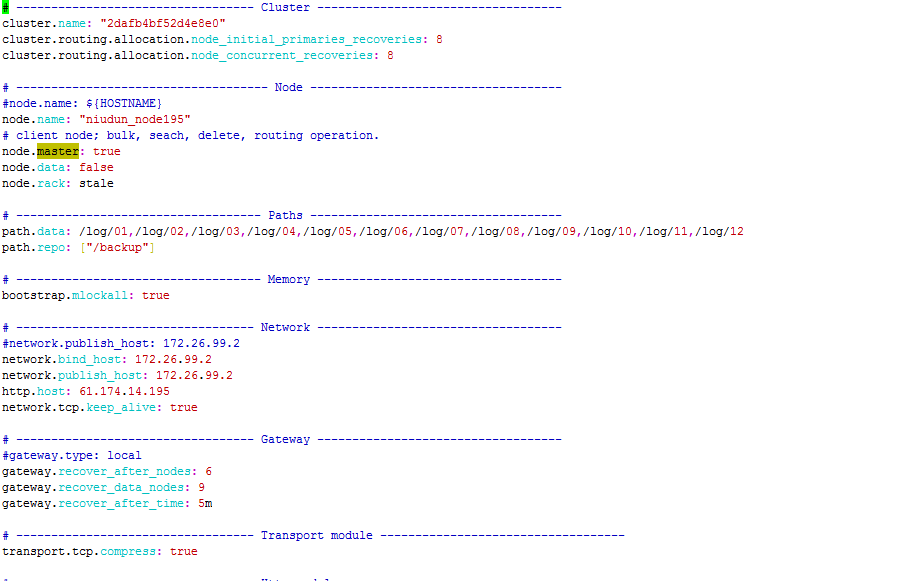 # ------------------------------------ Cluster -----------------------------------
cluster.name: "2dafb4bf52d4e8e0"
cluster.routing.allocation.node_initial_primaries_recoveries: 8
cluster.routing.allocation.node_concurrent_recoveries: 8
# ------------------------------------ Node ------------------------------------
#node.name: ${HOSTNAME}
node.name: "niudun_node195"
# client node; bulk, seach, delete, routing operation.
node.master: true
node.data: false
node.rack: stale
# ----------------------------------- Paths ------------------------------------
path.data: /log/01,/log/02,/log/03,/log/04,/log/05,/log/06,/log/07,/log/08,/log/09,/log/10,/log/11,/log/12
path.repo: ["/backup"]
# ----------------------------------- Memory -----------------------------------
bootstrap.mlockall: true
# ---------------------------------- Network -----------------------------------
#network.publish_host: 172.26.99.2
network.bind_host: 172.26.99.2
network.publish_host: 172.26.99.2
http.host: 61.174.14.195
network.tcp.keep_alive: true
# ---------------------------------- Gateway -----------------------------------
#gateway.type: local
gateway.recover_after_nodes: 6
gateway.recover_data_nodes: 9
gateway.recover_after_time: 5m
# ---------------------------------- Transport module -----------------------------------
transport.tcp.compress: true